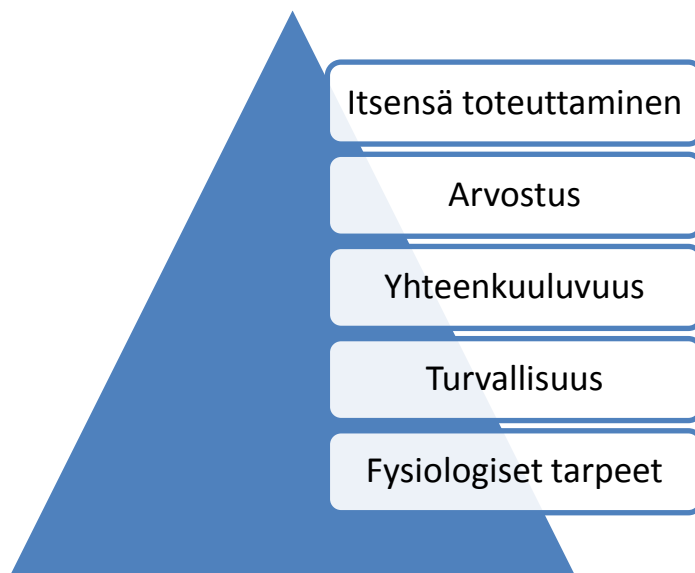 Itsensä toteuttaminen
Arvostus
Yhteenkuuluvuus
Turvallisuus
Fysiologiset tarpeet